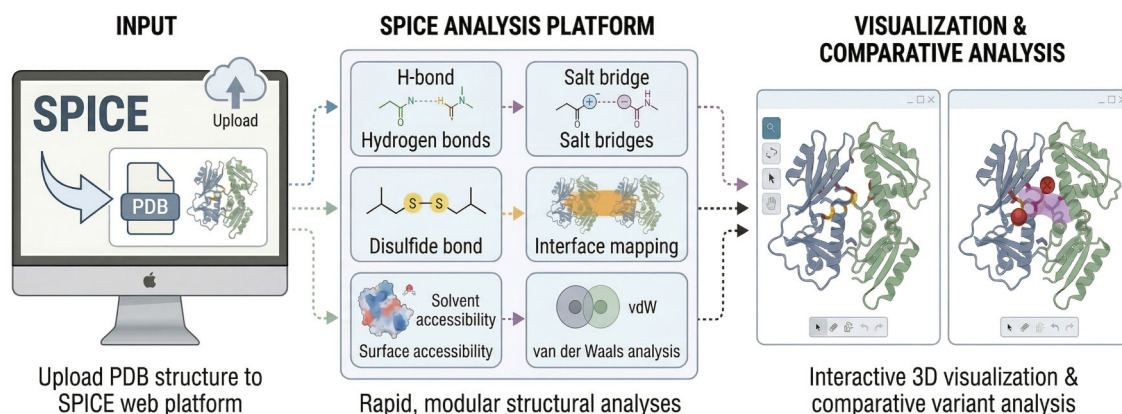 INPUT
SPICE
Upload
PDB
Upload PDB structure to
SPICE web platform
SPICE ANALYSIS PLATFORM
H-bond
N
H
N
O
Hydrogen bonds
Salt bridge
+
−
−
H
N
O
O
Salt bridges
S
S
Disulfide bond
Interface mapping
Solvent
accessibility
Surface accessibility
vdW
van der Waals analysis
Rapid, modular structural analyses
VISUALIZATION &
COMPARATIVE ANALYSIS
Interactive 3D visualization &
comparative variant analysis